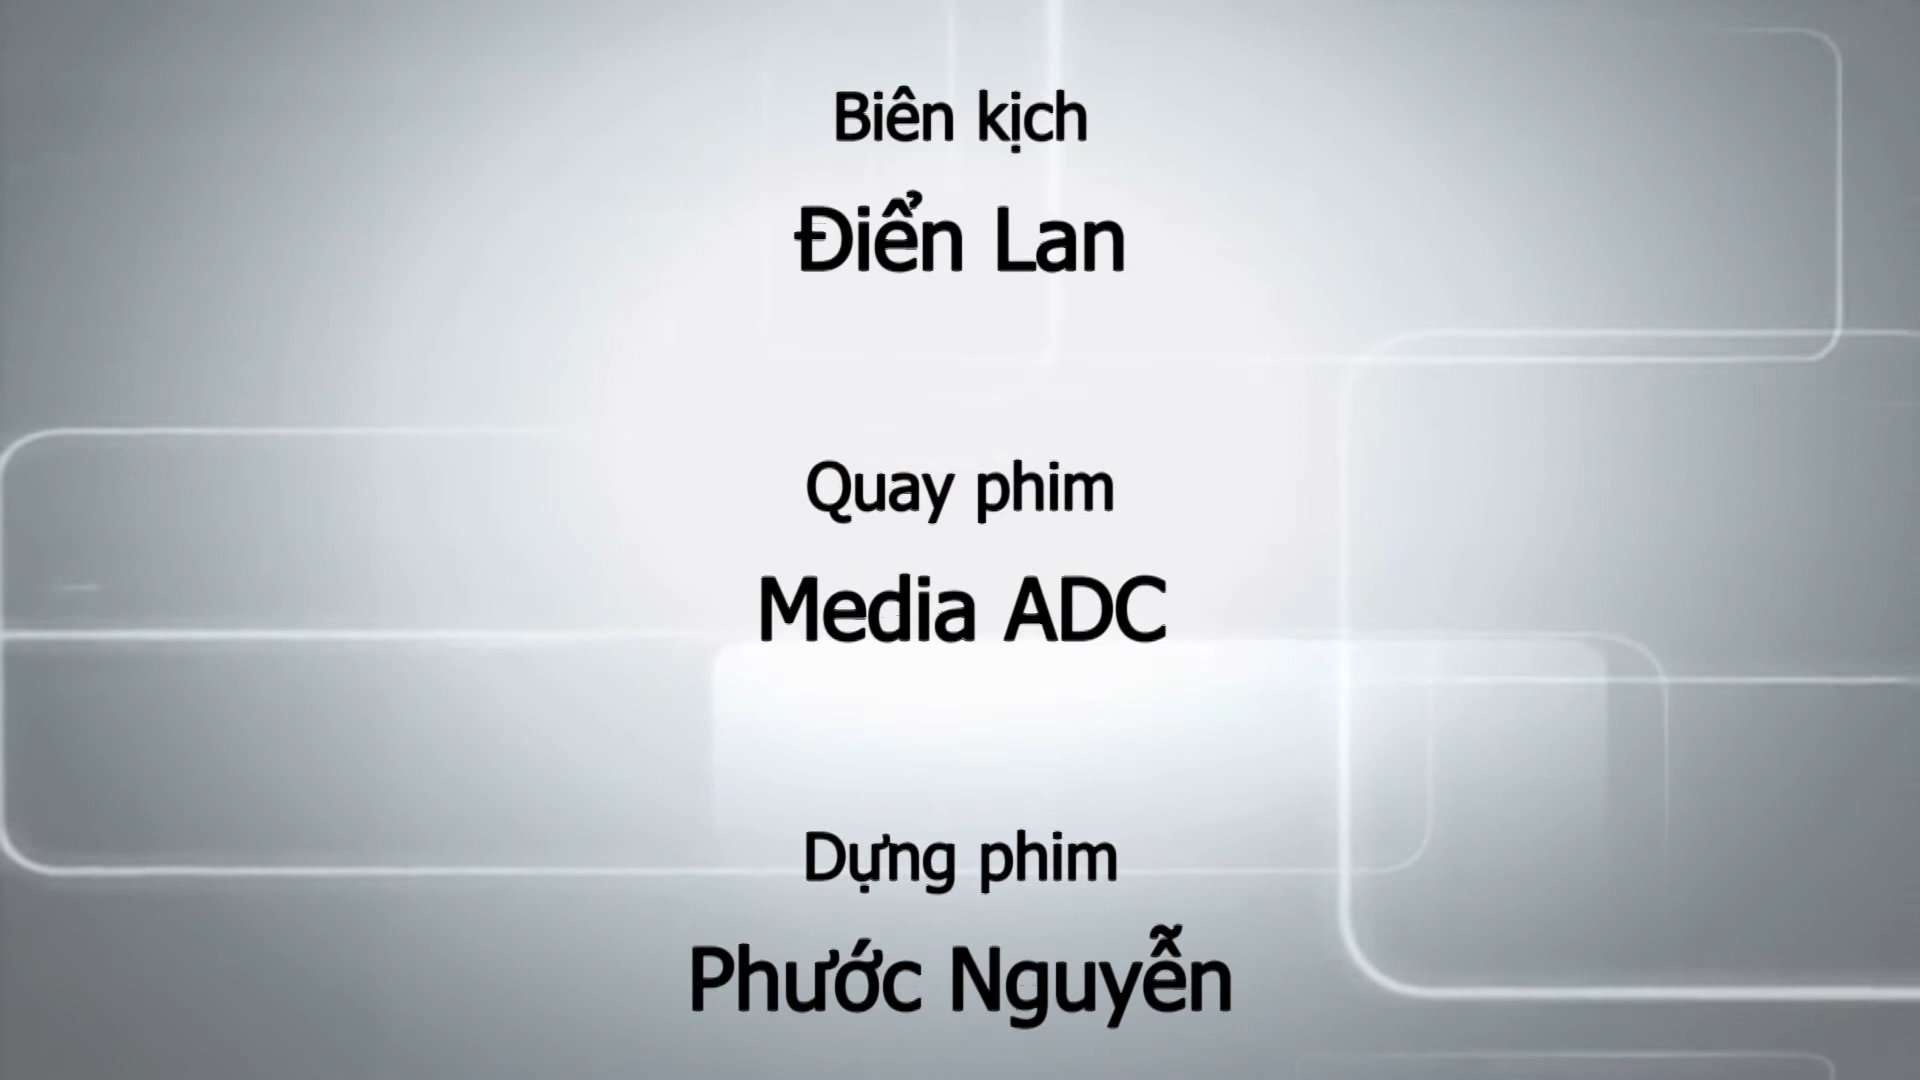 Biên kịch
Điển Lan
Quay phim
Media ADC
Dựng phim
Phước Nguyễn